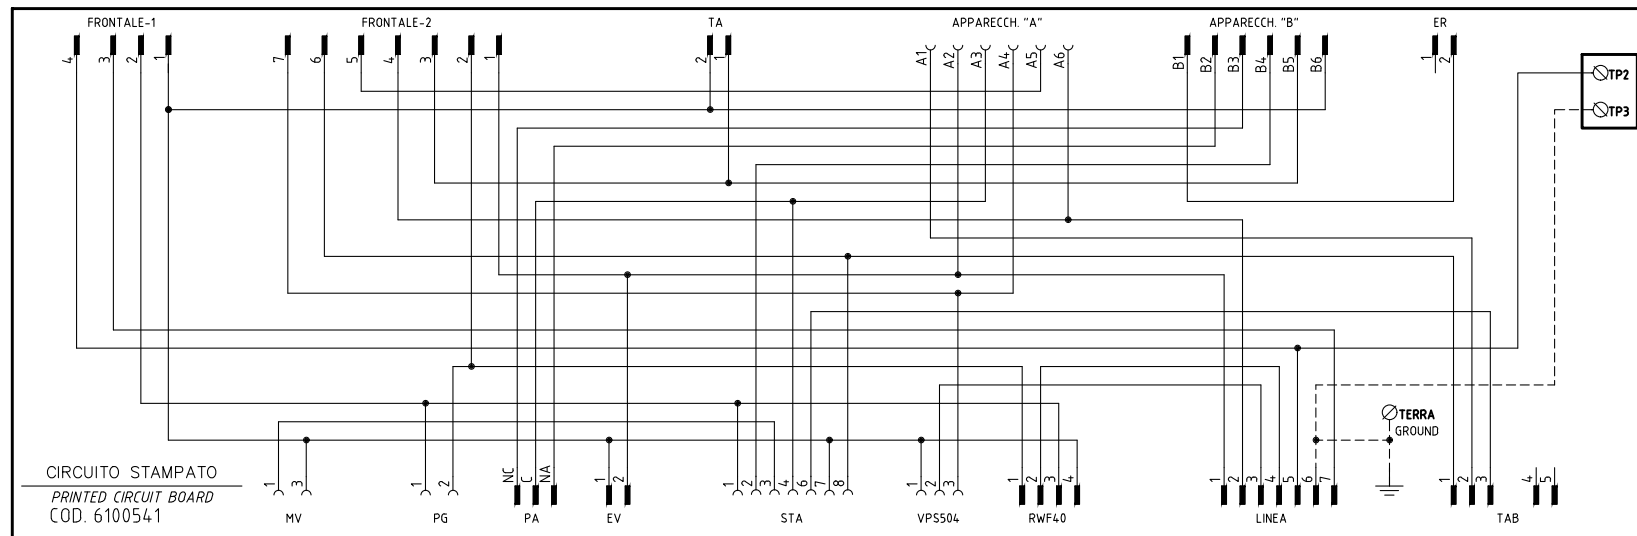 FRONTALE-1 FRONTALE-2 TA APPARECCH. "A" APPARECCH. "B" ER
4 3 2 1 7 6 5 4 3 2 1 2 1 A1 A2 A3 A4 A5 A6 B1 B2 B3 B4 B5 B6 1 2
TP2
TP3
TERRA
GROUND
CIRCUITO STAMPATO
PRINTED CIRCUIT BOARD
COD. 6100541
1 3 1 2 NC C NA 1 2 1 2 3 4 6 7 8 1 2 3 1 2 3 4 1 2 3 4 5 6 7 1 2 3 4 5
MV PG PA EV STA VPS504 RWF40 LINEA TAB